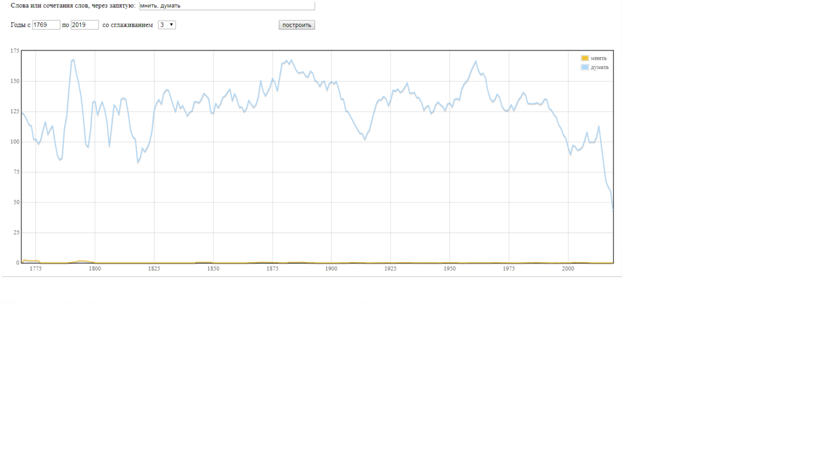 Слова или сочетания слов, через запятую: мнить, думать
Годы с 1769 по 2019 со сглаживанием 3 построить
175
мнить
думать
150
125
100
75
50
25
0
1775 1800 1825 1850 1875 1900 1925 1950 1975 2000